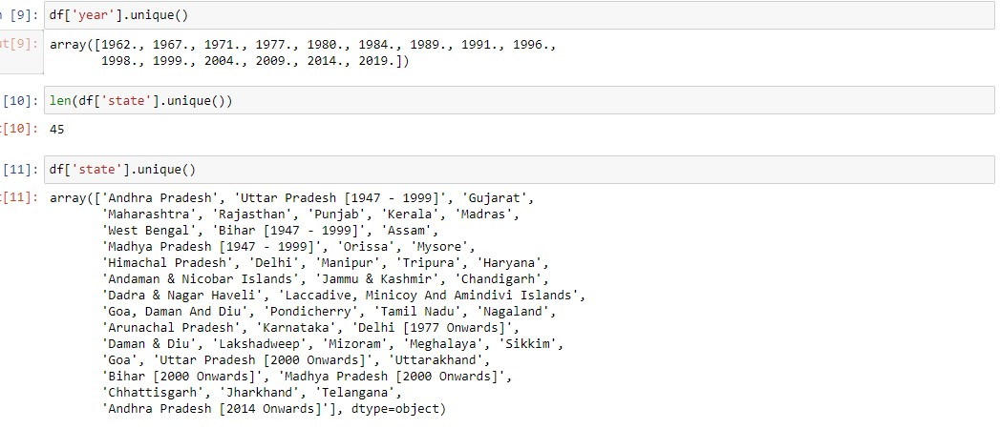 [9]: df['year'].unique()
ut[9]: array([1962., 1967., 1971., 1977., 1980., 1984., 1989., 1991., 1996.,
1998., 1999., 2004., 2009., 2014., 2019.])
[10]: len(df['state'].unique())
[10]: 45
[11]: df['state'].unique()
[11]: array(['Andhra Pradesh', 'Uttar Pradesh [1947 - 1999]', 'Gujarat',
'Maharashtra', 'Rajasthan', 'Punjab', 'Kerala', 'Madras',
'West Bengal', 'Bihar [1947 - 1999]', 'Assam',
'Madhya Pradesh [1947 - 1999]', 'Orissa', 'Mysore',
'Himachal Pradesh', 'Delhi', 'Manipur', 'Tripura', 'Haryana',
'Andaman & Nicobar Islands', 'Jammu & Kashmir', 'Chandigarh',
'Dadra & Nagar Haveli', 'Laccadive, Minicoy And Amindivi Islands',
'Goa, Daman And Diu', 'Pondicherry', 'Tamil Nadu', 'Nagaland',
'Arunachal Pradesh', 'Karnataka', 'Delhi [1977 Onwards]',
'Daman & Diu', 'Lakshadweep', 'Mizoram', 'Meghalaya', 'Sikkim',
'Goa', 'Uttar Pradesh [2000 Onwards]', 'Uttarakhand',
'Bihar [2000 Onwards]', 'Madhya Pradesh [2000 Onwards]',
'Chhattisgarh', 'Jharkhand', 'Telangana',
'Andhra Pradesh [2014 Onwards]'], dtype=object)